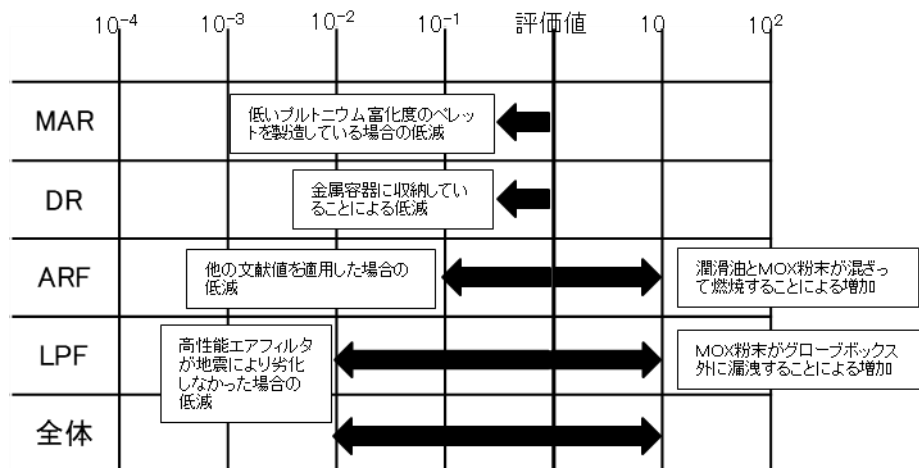 10⁻⁴ 10⁻³ 10⁻² 10⁻¹ 評価値 10 10²
MAR
低いプルトニウム富化度のペレッ
トを製造している場合の低減
DR
金属容器に収納してい
ることによる低減
ARF
他の文献値を適用した場合の
低減
潤滑油とMOX粉末が混ざっ
て燃焼することによる増加
LPF
高性能エアフィルタ
が地震により劣化
しなかった場合の
低減
MOX粉末がグローブボックス
外に漏洩することによる増加
全体